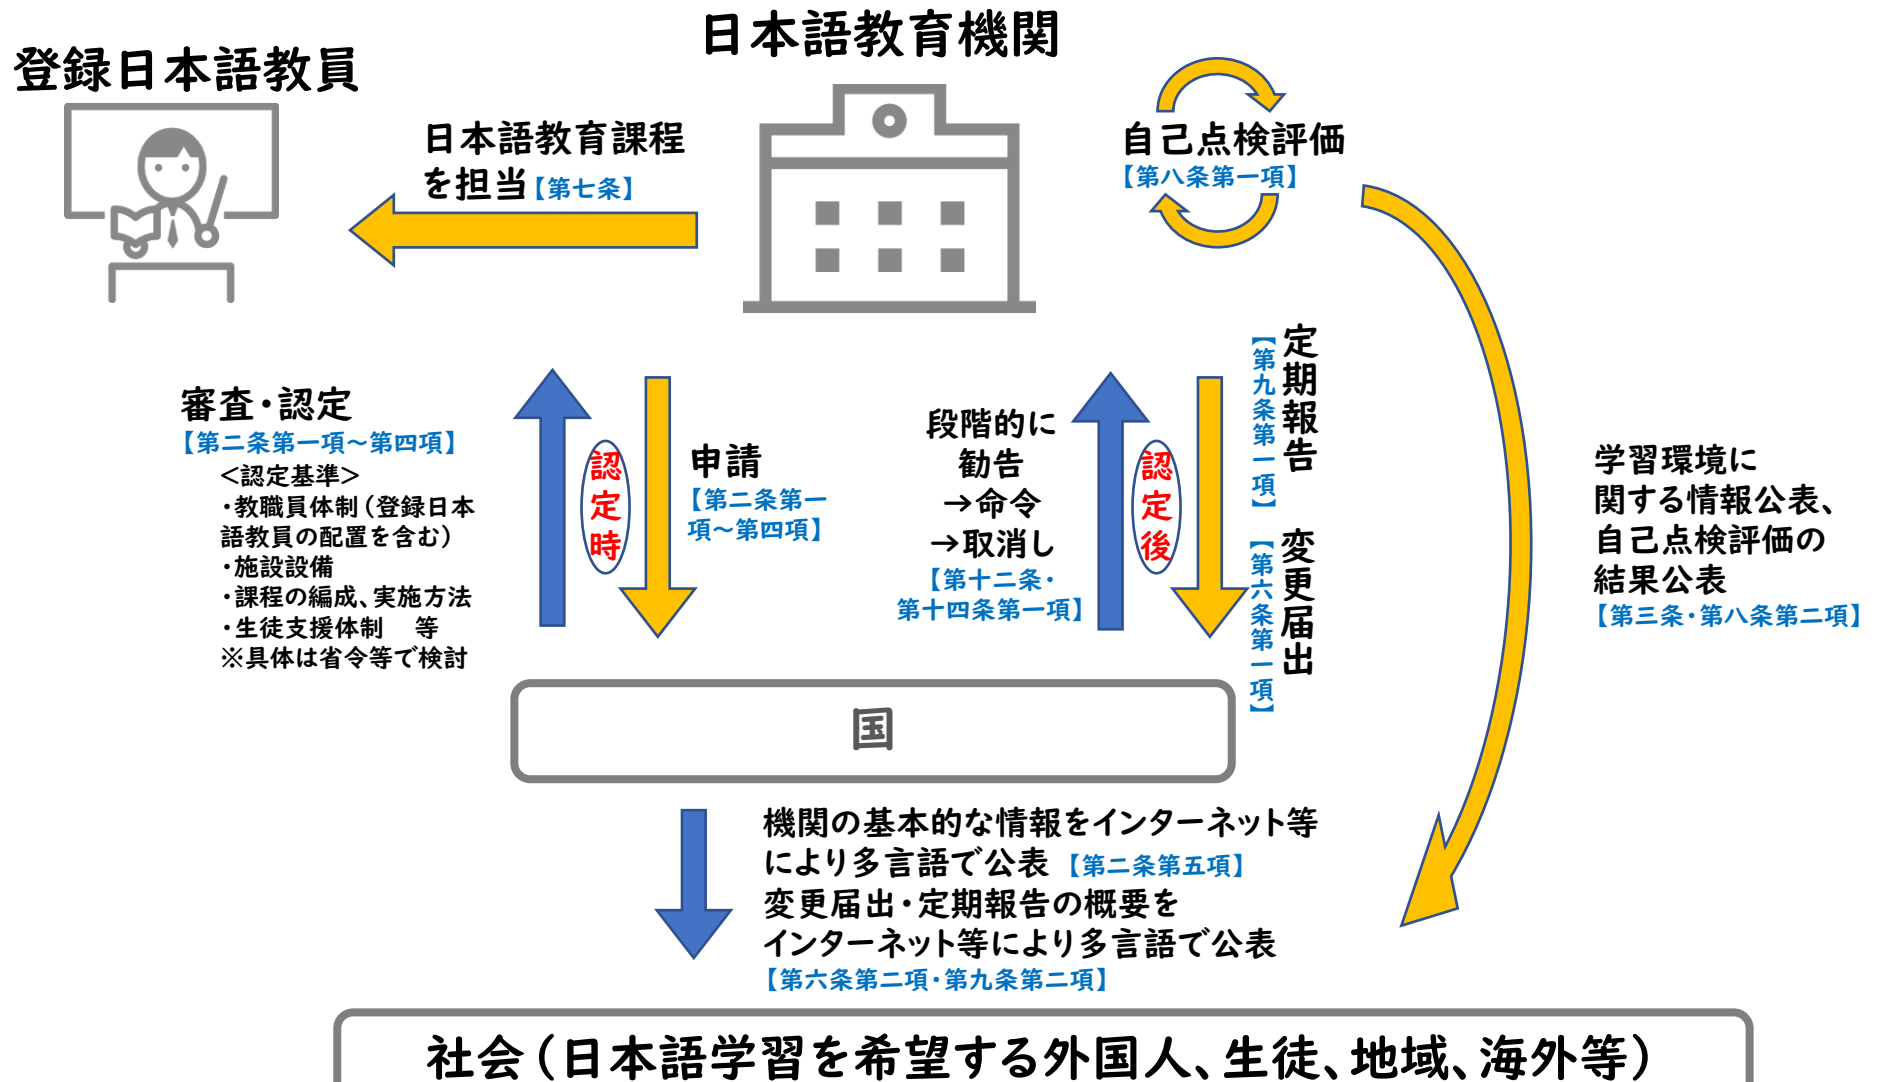 日本語教育機関
登録日本語教員
日本語教育課程
を担当【第七条】
自己点検評価
【第八条第一項】
審査・認定
【第二条第一項～第四項】
<認定基準>
・教職員体制（登録日本
語教員の配置を含む）
・施設設備
・課程の編成、実施方法
・生徒支援体制　等
※具体は省令等で検討
認定時
申請
【第二条第一
項～第四項】
段階的に
勧告
→命令
→取消し
【第十二条・
第十四条第一項】
認定後
定期報告
【第九条第一項】
変更届出
【第六条第一項】
学習環境に
関する情報公表、
自己点検評価の
結果公表
【第三条・第八条第二項】
国
機関の基本的な情報をインターネット等
により多言語で公表【第二条第五項】
変更届出・定期報告の概要を
インターネット等により多言語で公表
【第六条第二項・第九条第二項】
社会（日本語学習を希望する外国人、生徒、地域、海外等）